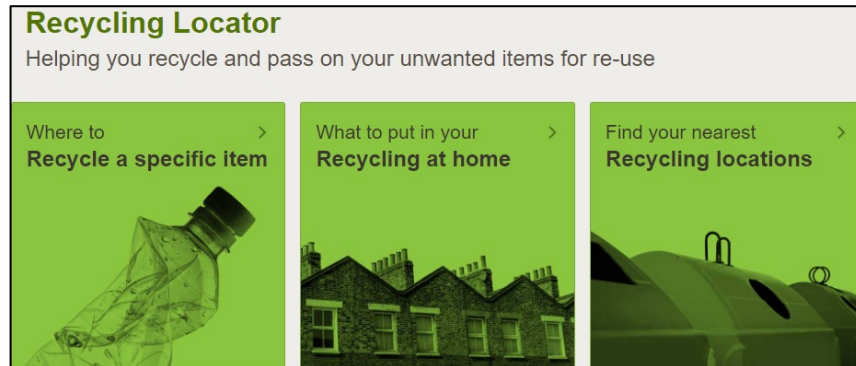 Recycling Locator
Helping you recycle and pass on your unwanted items for re-use
Where to
Recycle a specific item
What to put in your
Recycling at home
Find your nearest
Recycling locations